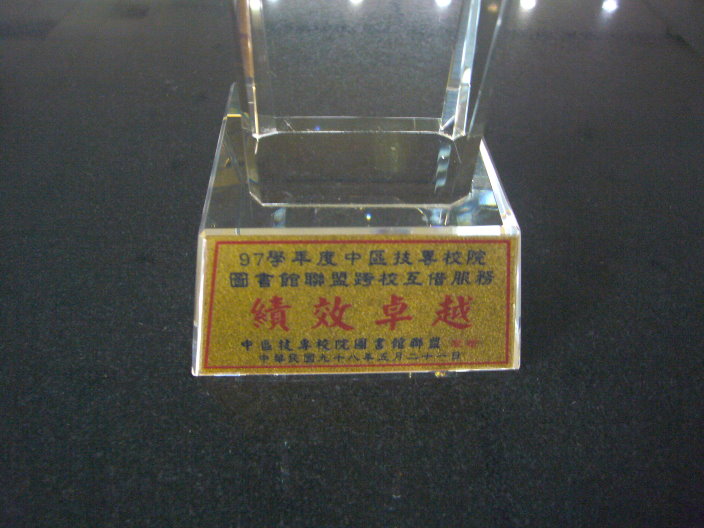 97學年度中區技專校院
圖書館聯盟跨校互借服務
績效卓越
中區技專校院圖書館聯盟 敬贈
中華民國九十八年五月二十一日